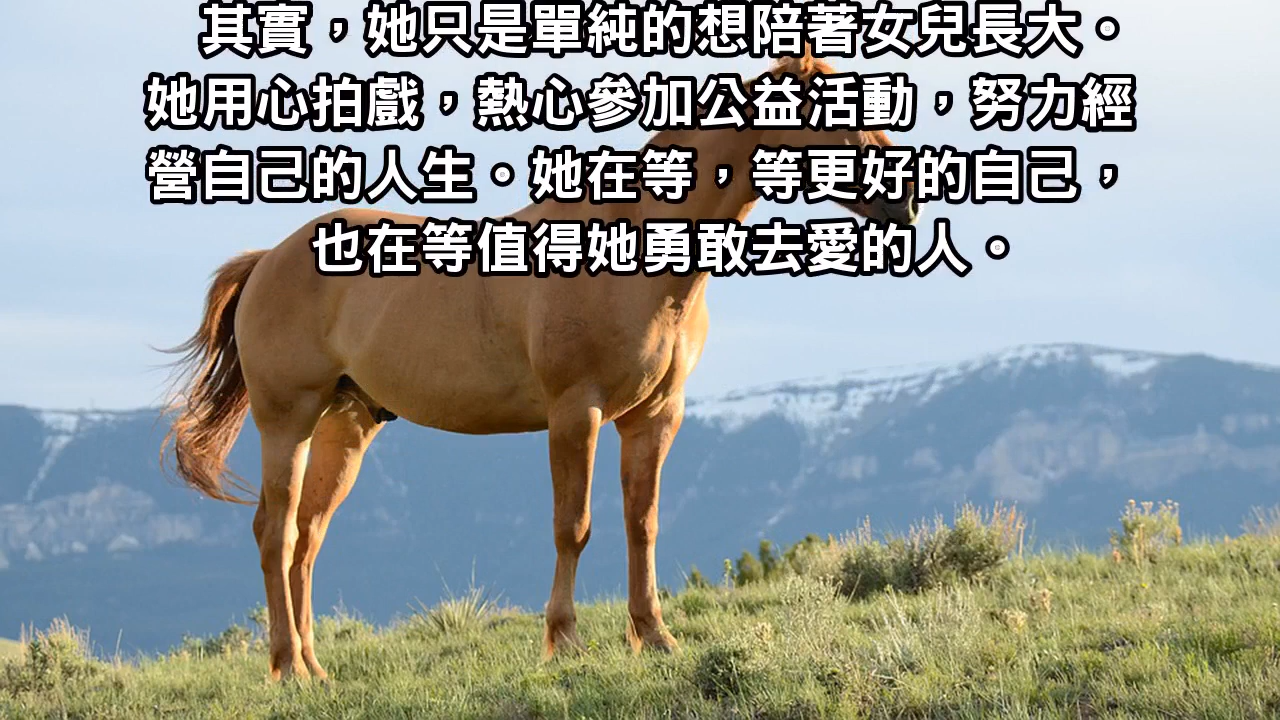 其實，她只是單純的想陪著女兒長大。
她用心拍戲，熱心參加公益活動，努力經
營自己的人生。她在等，等更好的自己，
也在等值得她勇敢去愛的人。